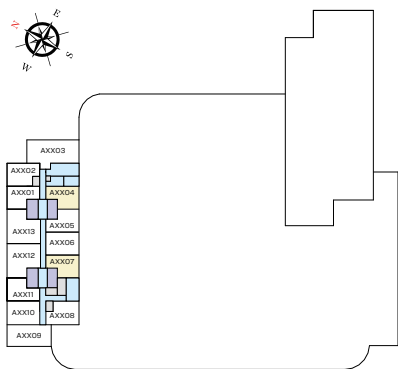 E
N
S
W
AXX03
AXX02
AXX01 AXX04
AXX05
AXX13
AXX06
AXX12
AXX07
AXX11
AXX10 AXX08
AXX09